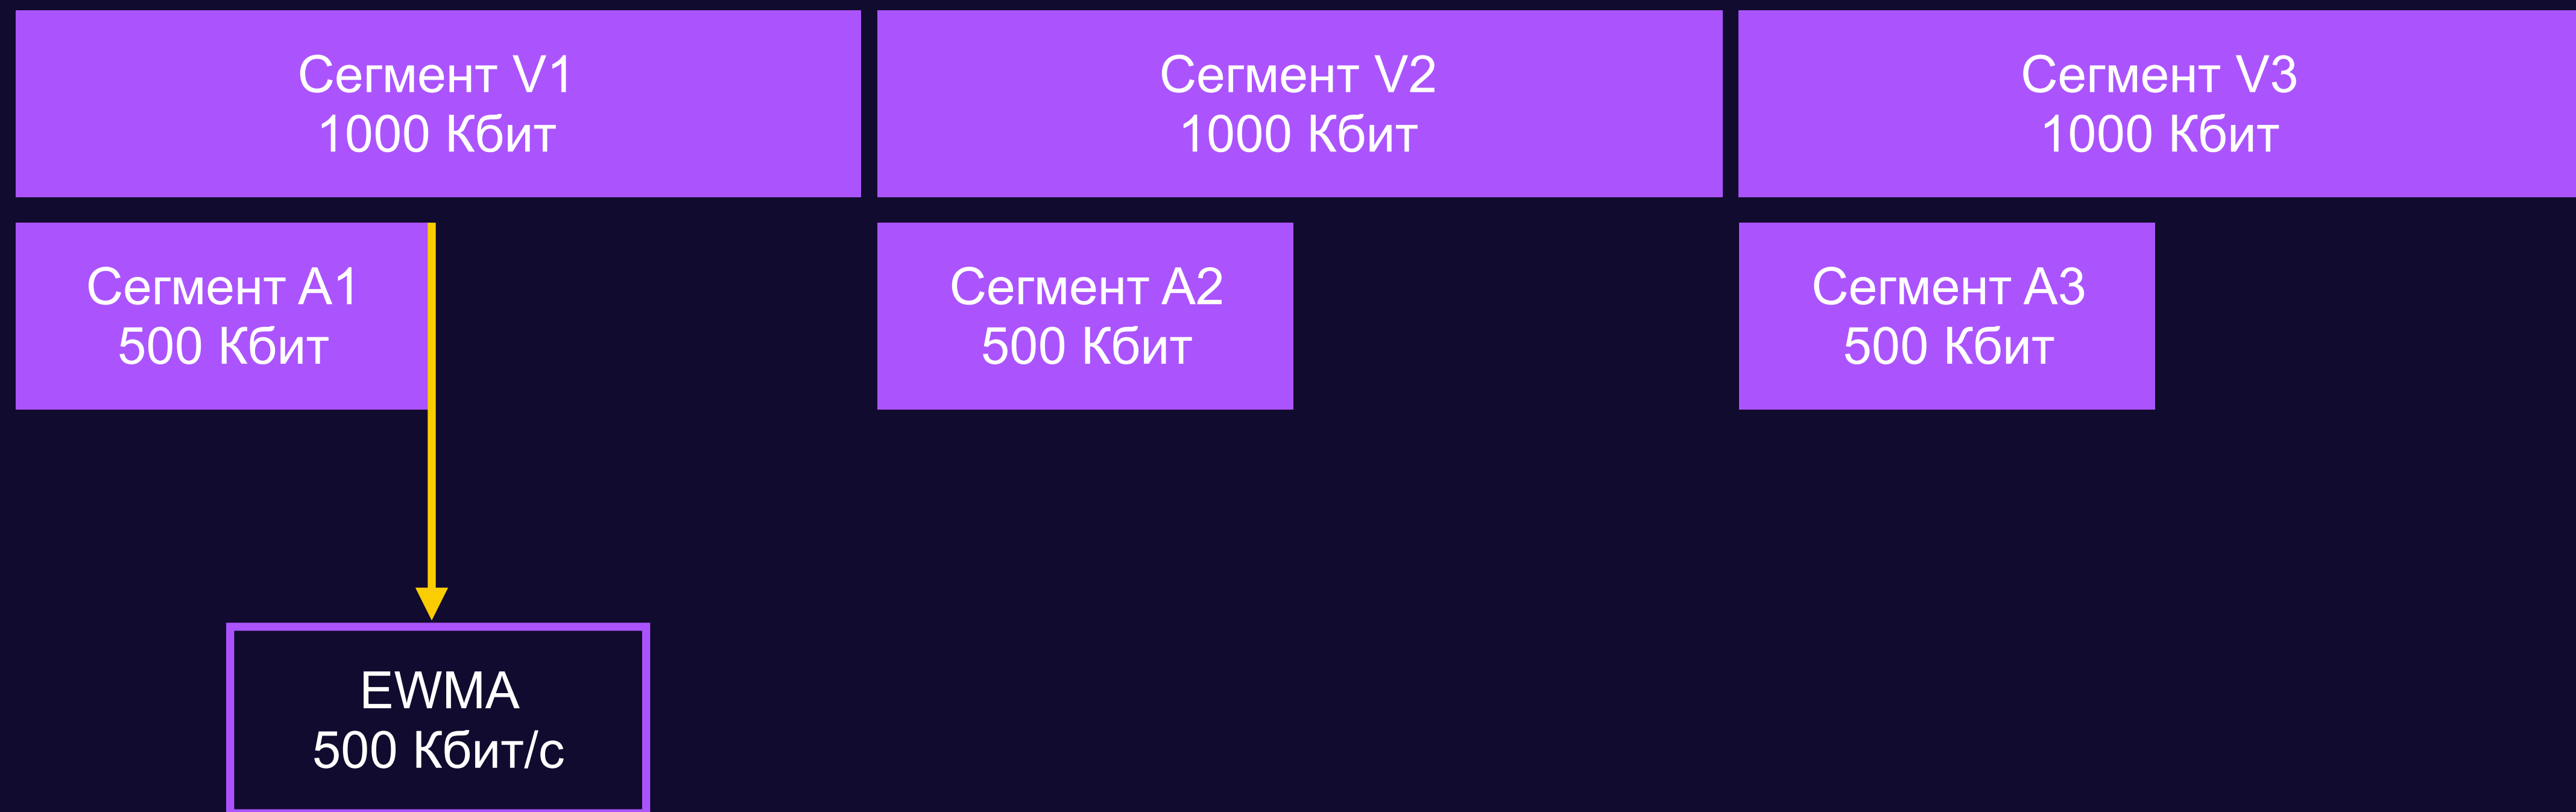 Сегмент V1
1000 Кбит
Сегмент V2
1000 Кбит
Сегмент V3
1000 Кбит
Сегмент A1
500 Кбит
Сегмент A2
500 Кбит
Сегмент A3
500 Кбит
EWMA
500 Кбит/с